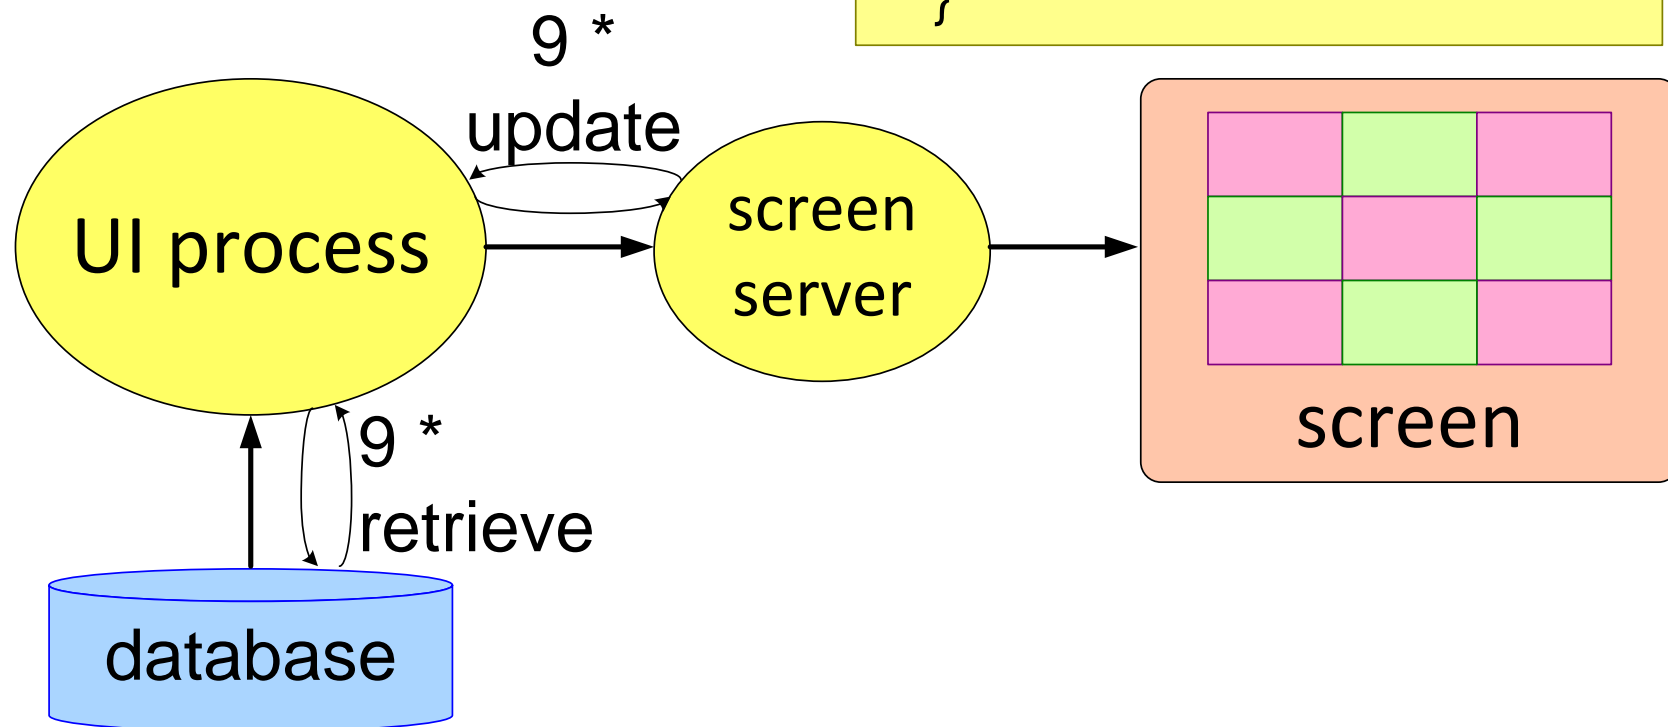 }
9 *
update
UI process
screen
server
screen
9 *
retrieve
database